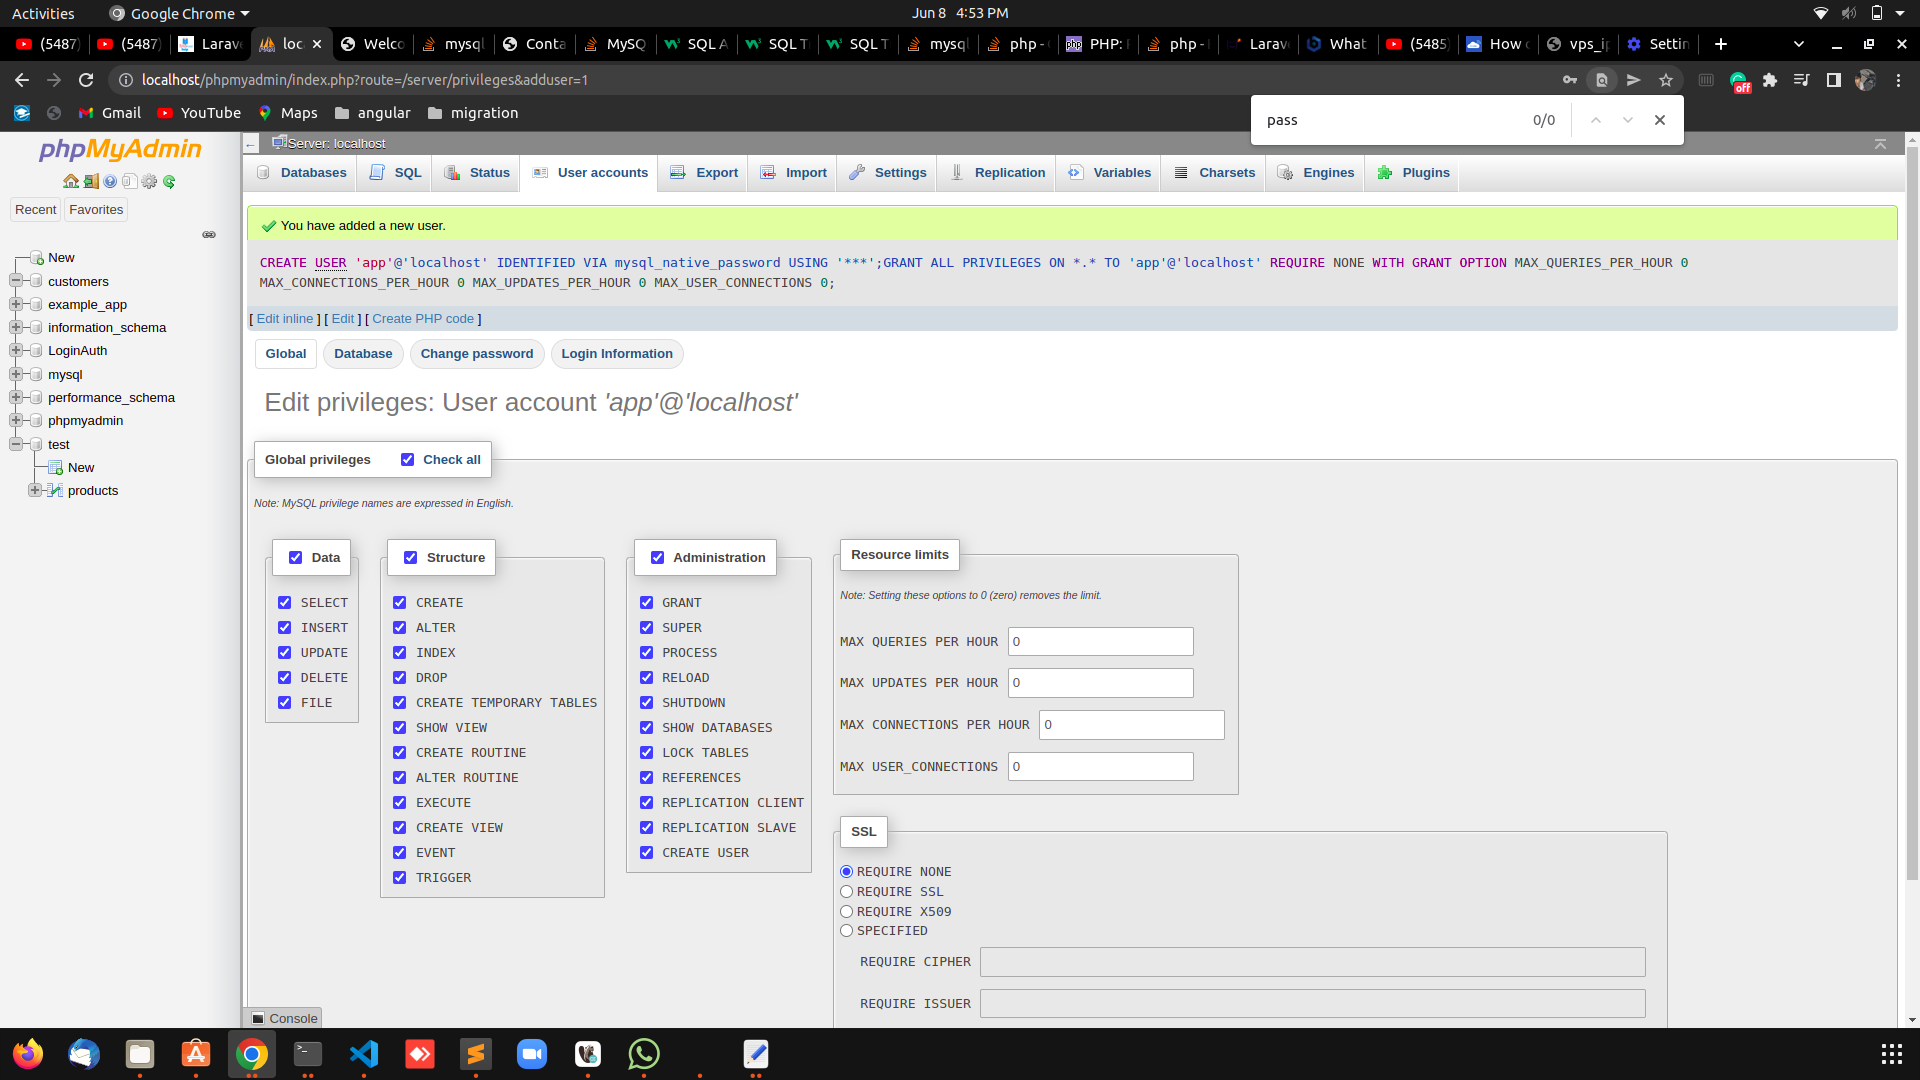 Activities
Google Chrome
Jun 8 4:53 PM
(5487)
(5487)
Larav
loc
Welco
mysql
Conta
MySQ
SQL A
SQL T
SQL T
mysql
php -
PHP:
php -
Larav
What
(5485)
How
vps_ip
Settin
localhost/phpmyadmin/index.php?route=/server/privileges&adduser=1
off
Gmail
YouTube
Maps
angular
migration
pass
0/0
phpMyAdmin
Recent
Favorites
New
customers
example_app
information_schema
LoginAuth
mysql
performance_schema
phpmyadmin
test
New
products
Server: localhost
Databases
SQL
Status
User accounts
Export
Import
Settings
Replication
Variables
Charsets
Engines
Plugins
You have added a new user.
CREATE USER 'app'@'localhost' IDENTIFIED VIA mysql_native_password USING '***';GRANT ALL PRIVILEGES ON *.* TO 'app'@'localhost' REQUIRE NONE WITH GRANT OPTION MAX_QUERIES_PER_HOUR 0
MAX_CONNECTIONS_PER_HOUR 0 MAX_UPDATES_PER_HOUR 0 MAX_USER_CONNECTIONS 0;
[ Edit inline ] [ Edit ] [ Create PHP code ]
Global
Database
Change password
Login Information
Edit privileges: User account 'app'@'localhost'
Global privileges
Check all
Note: MySQL privilege names are expressed in English.
Data
SELECT
INSERT
UPDATE
DELETE
FILE
Structure
CREATE
ALTER
INDEX
DROP
CREATE TEMPORARY TABLES
SHOW VIEW
CREATE ROUTINE
ALTER ROUTINE
EXECUTE
CREATE VIEW
EVENT
TRIGGER
Administration
GRANT
SUPER
PROCESS
RELOAD
SHUTDOWN
SHOW DATABASES
LOCK TABLES
REFERENCES
REPLICATION CLIENT
REPLICATION SLAVE
CREATE USER
Resource limits
Note: Setting these options to 0 (zero) removes the limit.
MAX QUERIES PER HOUR 0
MAX UPDATES PER HOUR 0
MAX CONNECTIONS PER HOUR 0
MAX USER_CONNECTIONS 0
SSL
REQUIRE NONE
REQUIRE SSL
REQUIRE X509
SPECIFIED
REQUIRE CIPHER
REQUIRE ISSUER
Console